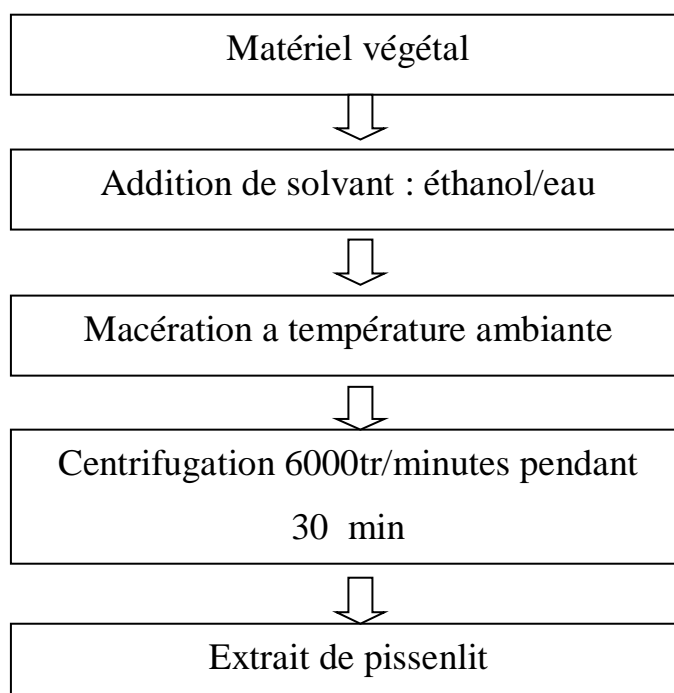 Matériel végétal
Addition de solvant : éthanol/eau
Macération a température ambiante
Centrifugation 6000tr/minutes pendant
30 min
Extrait de pissenlit